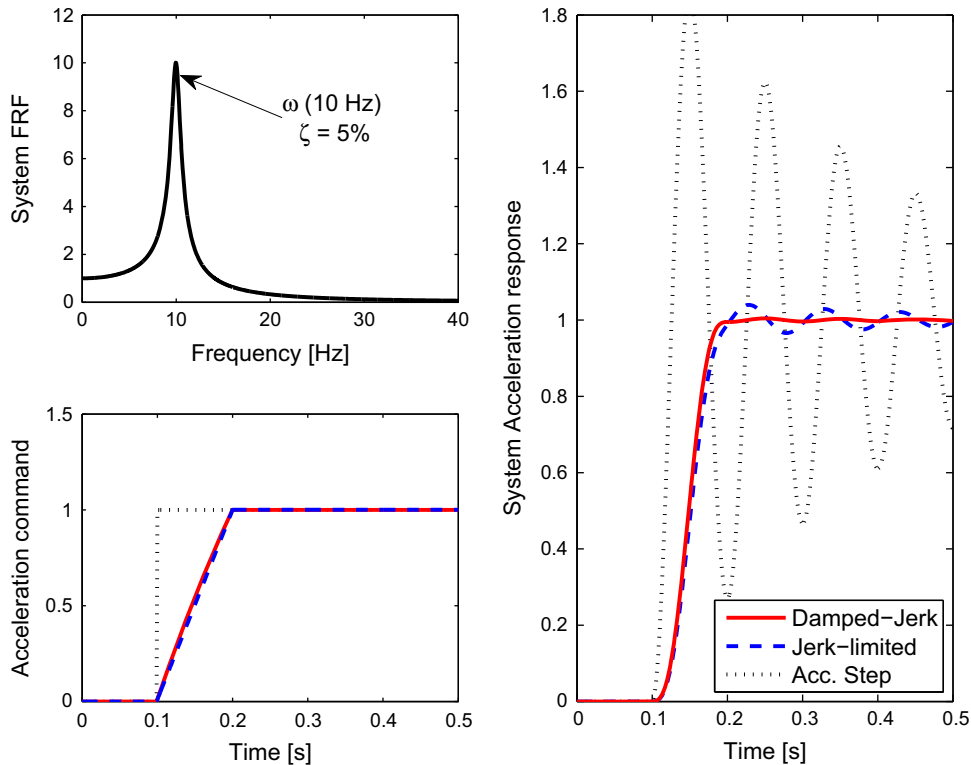 12
10
8
6
4
2
0
System FRF
ω (10 Hz)
ζ = 5%
0 10 20 30 40
Frequency [Hz]
1.5
1
0.5
0
Acceleration command
0 0.1 0.2 0.3 0.4 0.5
Time [s]
1.8
1.6
1.4
1.2
1
0.8
0.6
0.4
0.2
0
System Acceleration response
Damped-Jerk
Jerk-limited
Acc. Step
0 0.1 0.2 0.3 0.4 0.5
Time [s]